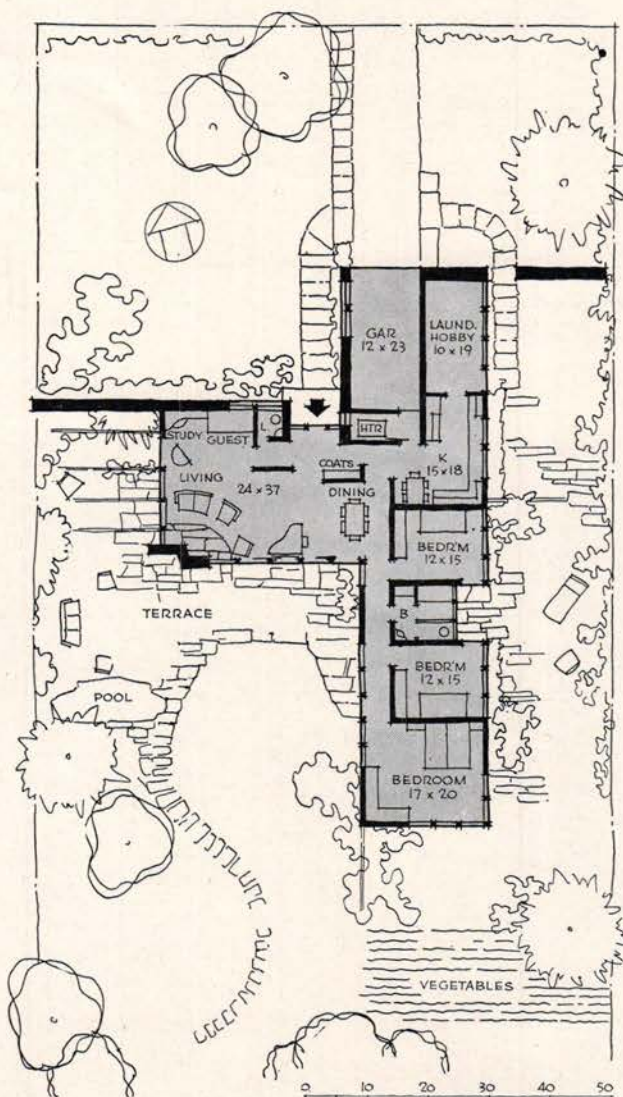 GAR
12 x 23
LAUND.
HOBBY
10 x 19
HTR
L
STUDY GUEST
COATS
K
15 x 18
LIVING
24 x 37
DINING
BEDR'M
12 x 15
B
TERRACE
BEDR'M
12 x 15
POOL
BEDROOM
17 x 20
VEGETABLES
0 10 20 30 40 50